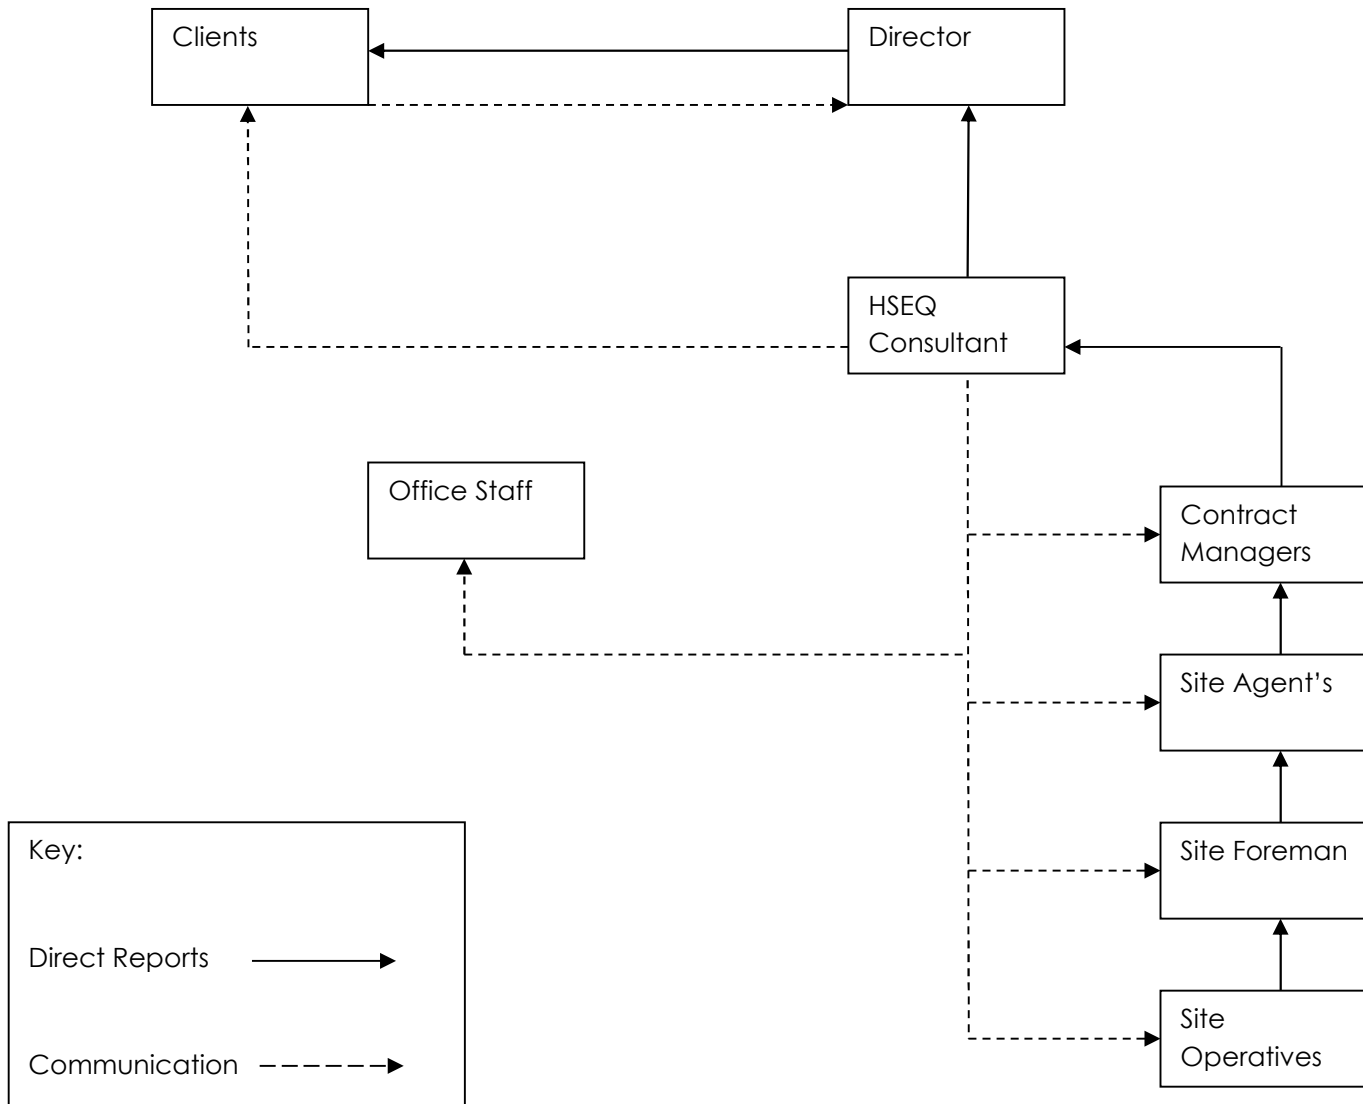 Clients
Director
HSEQ
Consultant
Office Staff
Contract
Managers
Site Agent’s
Site Foreman
Site
Operatives
Key:
Direct Reports
Communication